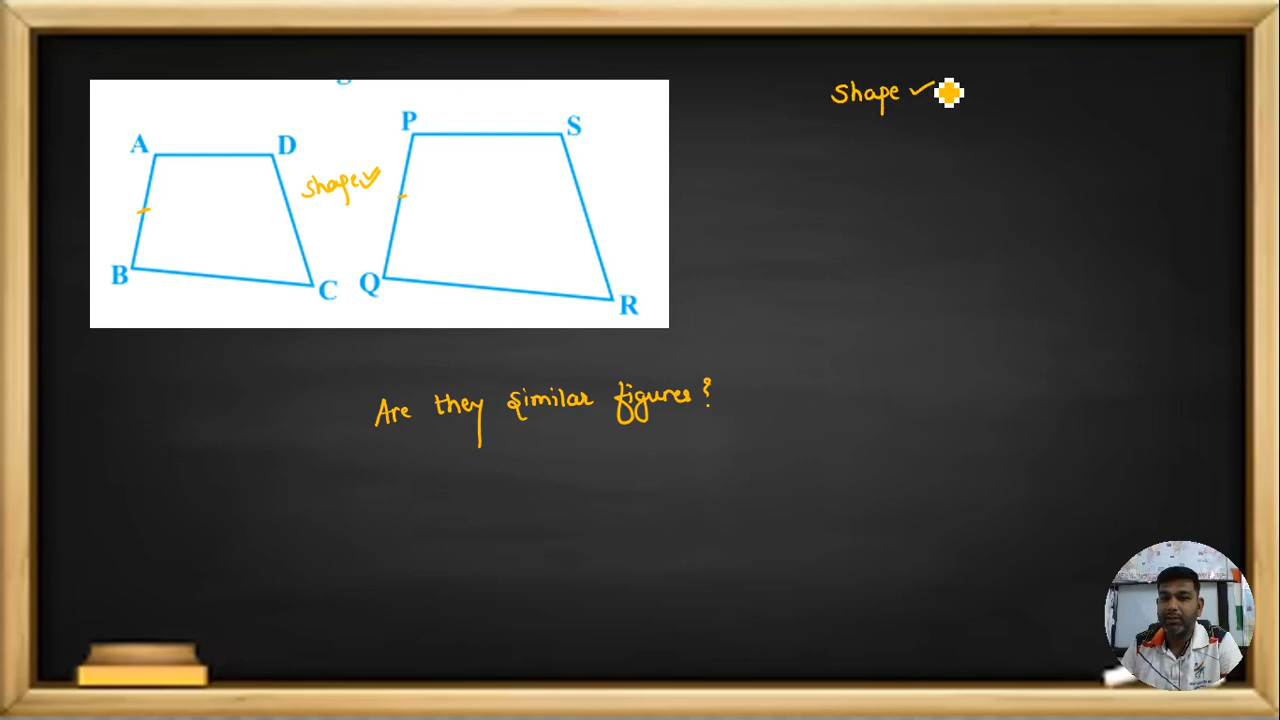 Shape ✓
P
S
A
D
Shape ✓
B
C
Q
R
Are they similar figures?